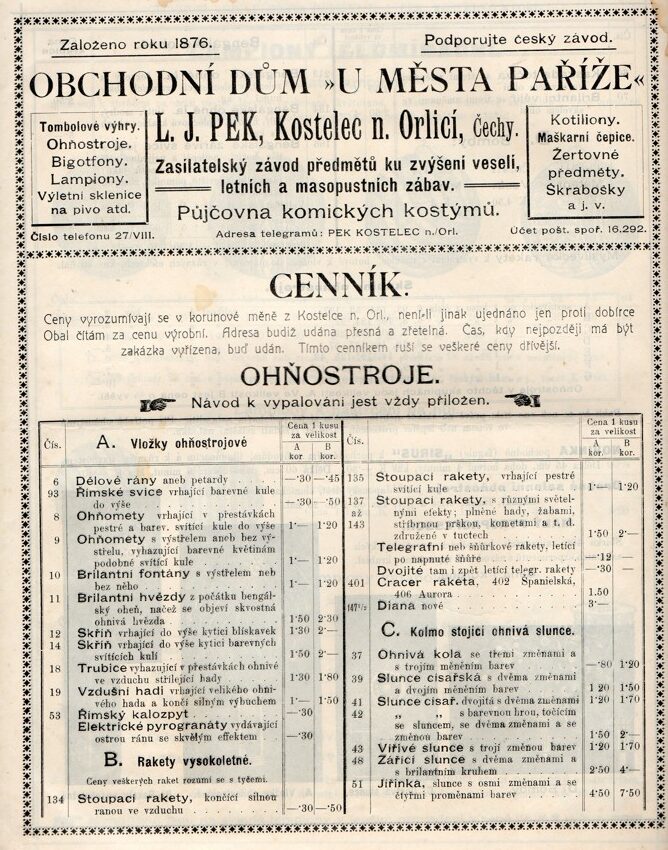 Založeno roku 1876.
Podporujte český závod.
OBCHODNÍ DŮM »U MĚSTA PAŘÍŽE«
Tombolové výhry.
Ohňostroje.
Bigotfony.
Lampiony.
Výletní sklenice
na pivo atd.
L. J. PEK, Kostelec n. Orlicí, Čechy.
Zasílatelský závod předmětů ku zvýšení veselí,
letních a masopustních zábav.
Půjčovna komických kostýmů.
Kotiliony.
Maškarní čepice.
Žertovné
předměty.
Škrabošky
a j. v.
Číslo telefonu 27/VIII.
Adresa telegramů: PEK KOSTELEC n./Orl.
Účet pošt. spoř. 16.292.
CENNÍK.
Ceny vyrozumívají se v korunové měně z Kostelce n. Orl., není-li jinak ujednáno jen proti dobírce
Obal čítám za cenu výrobní. Adresa budiž udána přesná a zřetelná. Čas, kdy nejpozději má být
zakázka vyřízena, buď udán. Tímto cenníkem ruší se veškeré ceny dřívější.
OHŇOSTROJE.
Návod k vypalování jest vždy přiložen.
Čís. A. Vložky ohňostrojové
Cena 1 kusu
za velikost
A B
kor. kor.
6 Dělové rány aneb petardy —·30 —·45
93 Římské svíce vrhající barevné kule
do výše —·30 —·50
8 Ohňomety vrhající v přestávkách
pestré a barev. svítící kule do výše 1·— 1·20
9 Ohňomety s výstřelem aneb bez vý-
střelu, vyhazující barevné květinám
podobné svítící kule 1·— 1·20
10 Brilantní fontány s výstřelem neb
bez něho 1·— 1·20
11 Brilantní hvězdy z počátku bengál-
ský oheň, načež se objeví skvostná
ohnivá hvězda 1·50 2·30
12 Skříň vrhající do výše kytici blískavek 1·30 2·—
14 Skříň vrhající do výše kytici barevných
svítících kulí 1·50 2·—
18 Trubice vyhazující v přestávkách ohnivé
ve vzduchu střílející hady 1·30 1·80
19 Vzdušní hadi vrhající velikého ohni-
vého hada a končí silným výbuchem 1·— 1·50
53 Římský kalozpyt —·30
Elektrické pyrogranáty vydávající
ostrou ránu se skvělým effektem —·30
B. Rakety vysokoletné.
Ceny veškerých raket rozumí se s tyčemi.
134 Stoupací rakety, končící silnou
ranou ve vzduchu —·30 —·50
Čís.
Cena 1 kusu
za velikost
A B
kor. kor.
135 Stoupací rakety, vrhající pestré
svítící kule 1·— 1·20
137 Stoupací rakety, s různými světel-
až nými efekty; plněné hady, žabami,
143 stříbrnou prškou, kometami a t. d.
združené v tuctech 1·50 2·—
Telegrafní neb šňůrkové rakety, letící
po napnuté šňůře —·12 —
Dvojité tam i zpět letící telegr. rakety —·30 —
401 Cracer raketa, 402 Španielská,
406 Aurora 1.50
147½ Diana nové 3·—
C. Kolmo stojící ohnivá slunce.
37 Ohnivá kola se třemi změnami a
s trojím měněním barev —·80 1·20
39 Slunce císařská s dvěma změnami
a dvojím měněním barev 1 20 1·50
41 Slunce císař. dvojitá s dvěma změnami 1·20 1·70
42 „ „ s barevnou hrou, točícím
se sluncem, se dvěma změnami a se
změnou barev 1·50 2·—
43 Vířivé slunce s trojí změnou barev 1·20 1·70
48 Zářící slunce s dvěma změnami a
s brilantním kruhem 2·50 4·—
51 Jiřinka, slunce s osmi změnami a se
čtyřmi proměnami barev 4·50 7·50